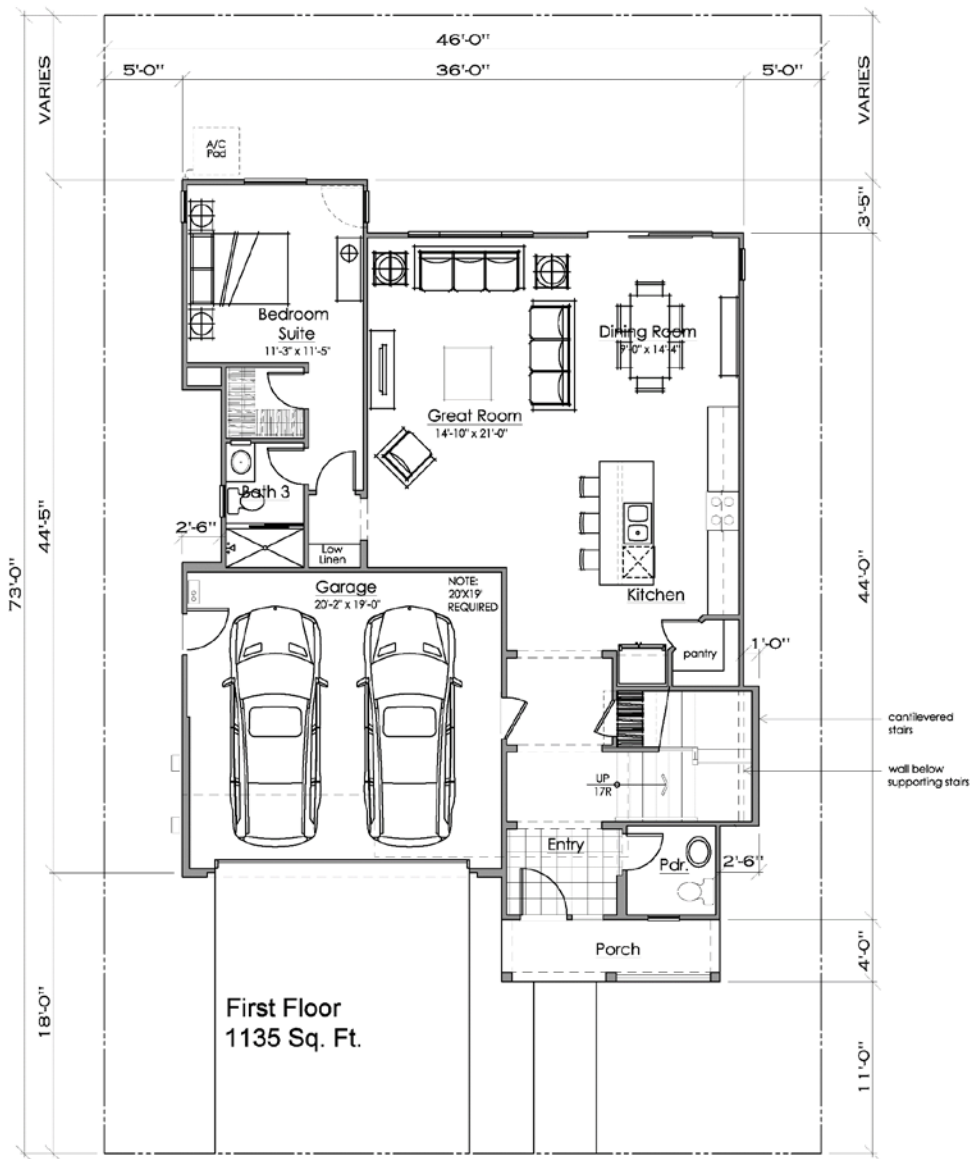 46'-0"
5'-0"
36'-0"
5'-0"
VARIES
VARIES
A/C
Pad
3'-5"
Bedroom
Suite
11'-3" x 11'-5"
Dining Room
9'-0" x 14'-4"
Great Room
14'-10" x 21'-0"
Bath 3
2'-6"
44'-5"
73'-0"
Low
Linen
Garage
20'-2" x 19'-0"
NOTE:
20'X19'
REQUIRED
Kitchen
44'-0"
pantry
1'-0"
cantilevered
stairs
wall below
supporting stairs
UP
17R
Entry
Pdr.
2'-6"
Porch
4'-0"
18'-0"
First Floor
1135 Sq. Ft.
11'-0"